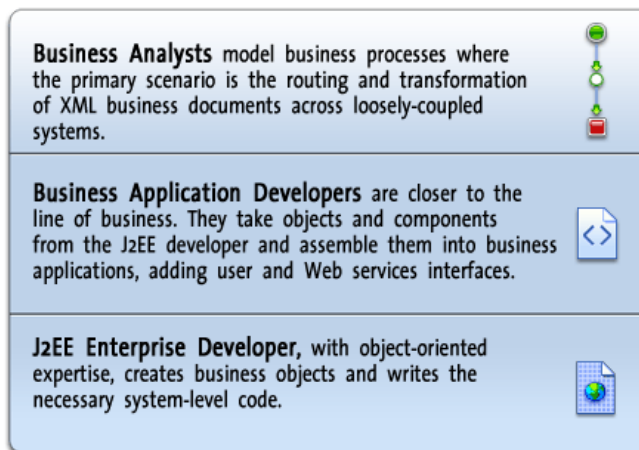 Business Analysts model business processes where
the primary scenario is the routing and transformation
of XML business documents across loosely-coupled
systems.
Business Application Developers are closer to the
line of business. They take objects and components
from the J2EE developer and assemble them into business
applications, adding user and Web services interfaces.
J2EE Enterprise Developer, with object-oriented
expertise, creates business objects and writes the
necessary system-level code.